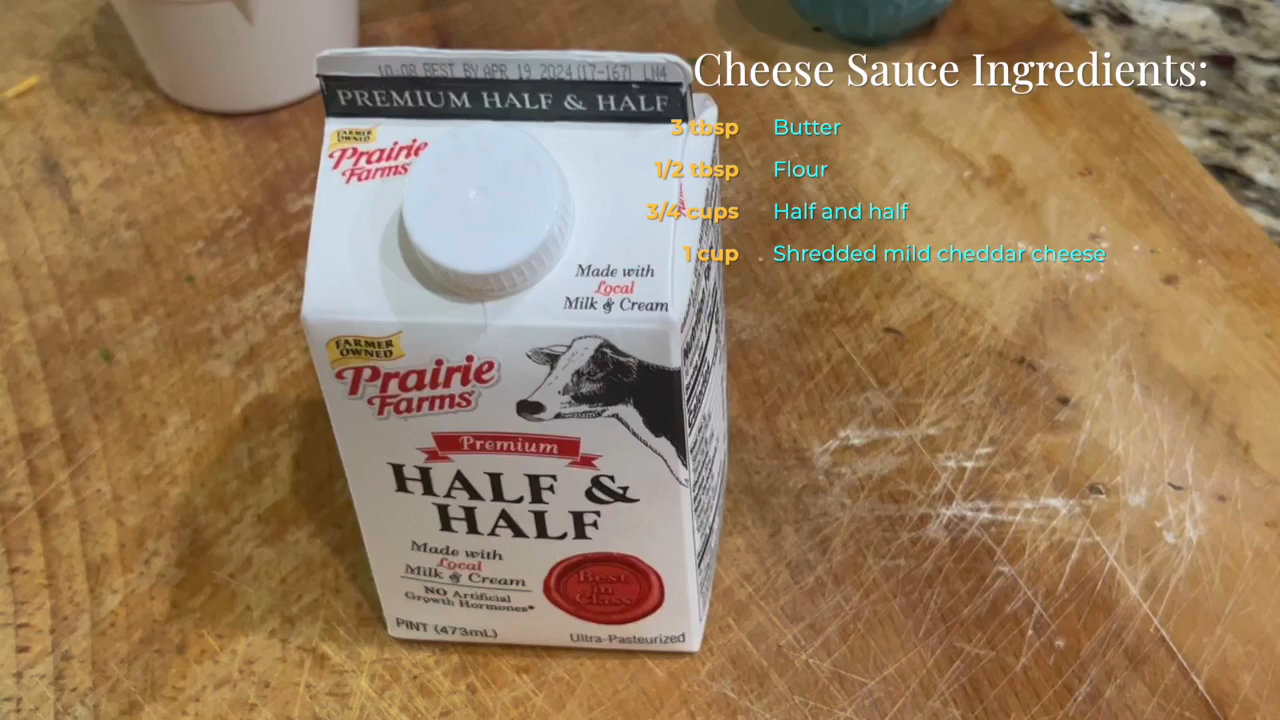 Cheese Sauce Ingredients:
3 tbsp Butter
1/2 tbsp Flour
3/4 cups Half and half
1 cup Shredded mild cheddar cheese
10:08 BEST BY APR 19 2024 (17-167) LN4
PREMIUM HALF & HALF
FARMER
OWNED
Prairie
Farms
Made with
Local
Milk & Cream
FARMER
OWNED
Prairie
Farms
Premium
HALF &
HALF
Made with
Local
Milk & Cream
NO Artificial
Growth Hormones*
Best
in
Class
PINT (473mL)
Ultra-Pasteurized